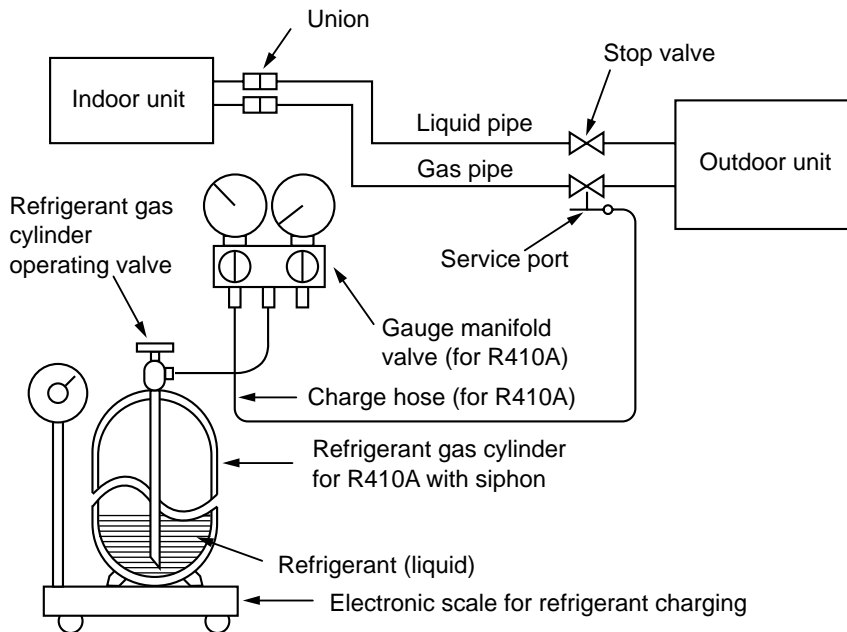 Union
Stop valve
Indoor unit
Liquid pipe
Outdoor unit
Gas pipe
Refrigerant gas
cylinder
operating valve
Service port
Gauge manifold
valve (for R410A)
Charge hose (for R410A)
Refrigerant gas cylinder
for R410A with siphon
Refrigerant (liquid)
Electronic scale for refrigerant charging